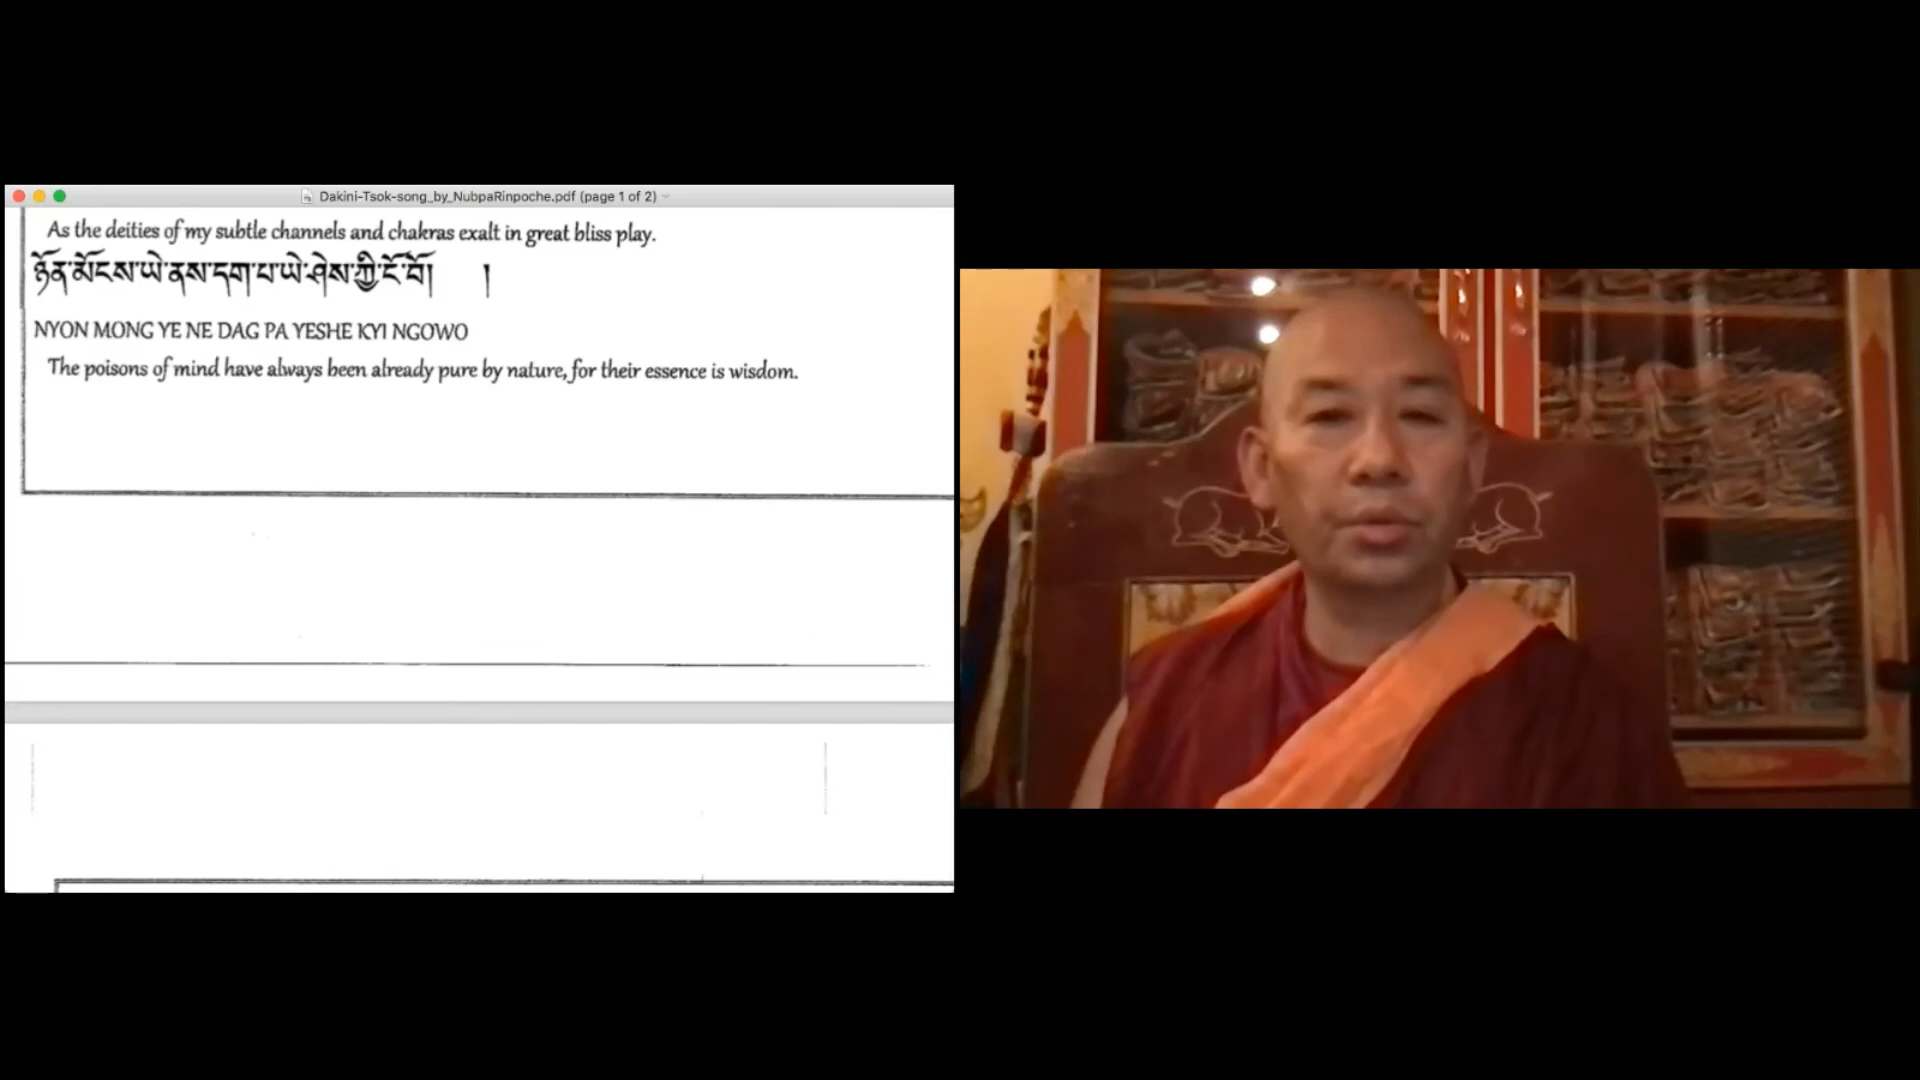 Dakini-Tsok-song_by_NubpaRinpoche.pdf (page 1 of 2)
As the deities of my subtle channels and chakras exalt in great bliss play.
ཉོན་མོངས་ཡེ་ནས་དག་པ་ཡེ་ཤེས་ཀྱི་ངོ་བོ། །
NYON MONG YE NE DAG PA YESHE KYI NGOWO
The poisons of mind have always been already pure by nature, for their essence is wisdom.